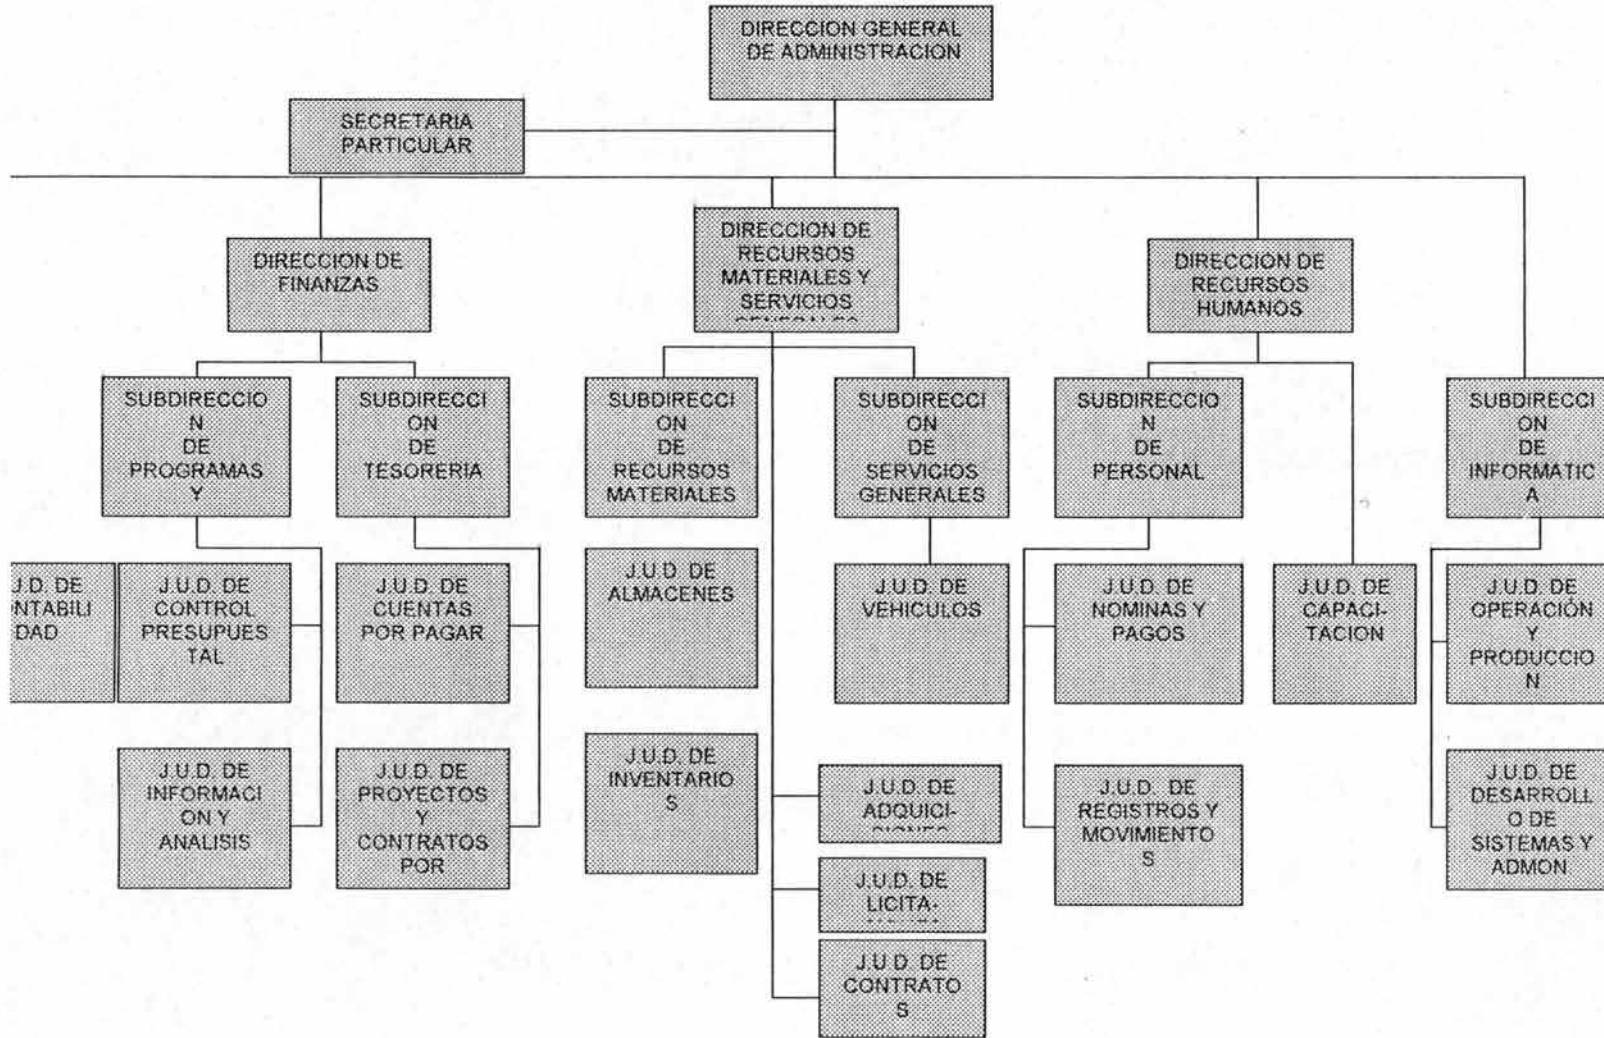 DIRECCION GENERAL
DE ADMINISTRACION
SECRETARIA
PARTICULAR
DIRECCION DE
FINANZAS
DIRECCION DE
RECURSOS
MATERIALES Y
SERVICIOS
GENERALES
DIRECCION DE
RECURSOS
HUMANOS
SUBDIRECCIO
N
DE
PROGRAMAS
Y
SUBDIRECCI
ON
DE
TESORERIA
SUBDIRECCI
ON
DE
RECURSOS
MATERIALES
SUBDIRECCI
ON
DE
SERVICIOS
GENERALES
SUBDIRECCIO
N
DE
PERSONAL
SUBDIRECCI
ON
DE
INFORMATIC
A
.U.D. DE
NTABILI
DAD
J.U.D. DE
CONTROL
PRESUPUES
TAL
J.U.D. DE
CUENTAS
POR PAGAR
J.U.D. DE
ALMACENES
J.U.D. DE
VEHICULOS
J.U.D. DE
NOMINAS Y
PAGOS
J.U.D. DE
CAPACI-
TACION
J.U.D. DE
OPERACIÓN
Y
PRODUCCIO
N
J.U.D. DE
INFORMACI
ON Y
ANALISIS
J.U.D. DE
PROYECTOS
Y
CONTRATOS
POR
J.U.D. DE
INVENTARIO
S
J.U.D. DE
ADQUICI-
SIONES
J.U.D. DE
REGISTROS Y
MOVIMIENTO
S
J.U.D. DE
DESARROLL
O DE
SISTEMAS Y
ADMON.
J.U.D. DE
LICITA-
J.U.D. DE
CONTRATO
S